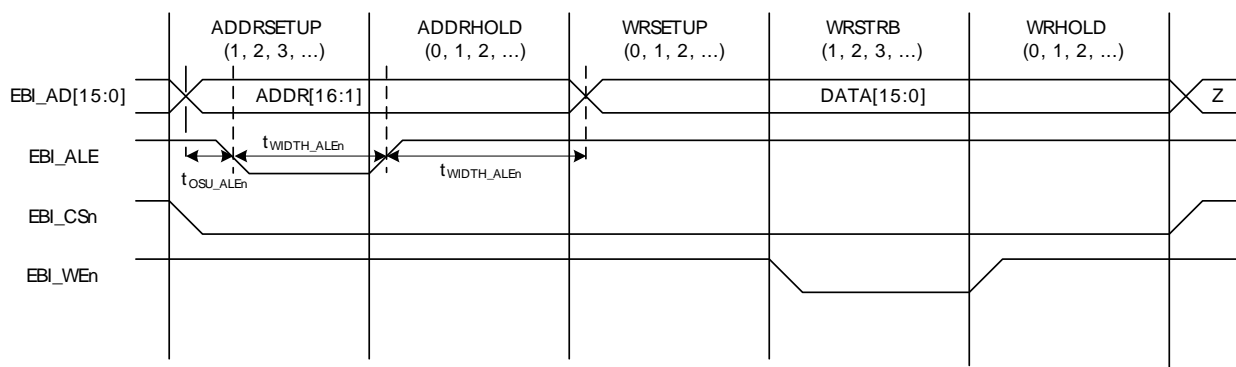 ADDRSETUP ADDRHOLD WRSETUP WRSTRB WRHOLD
(1, 2, 3, ...) (0, 1, 2, ...) (0, 1, 2, ...) (1, 2, 3, ...) (0, 1, 2, ...)
EBI_AD[15:0] ADDR[16:1] DATA[15:0] Z
EBI_ALE tWIDTH_ALEn
tOSU_ALEn tWIDTH_ALEn
EBI_CSn
EBI_WEn